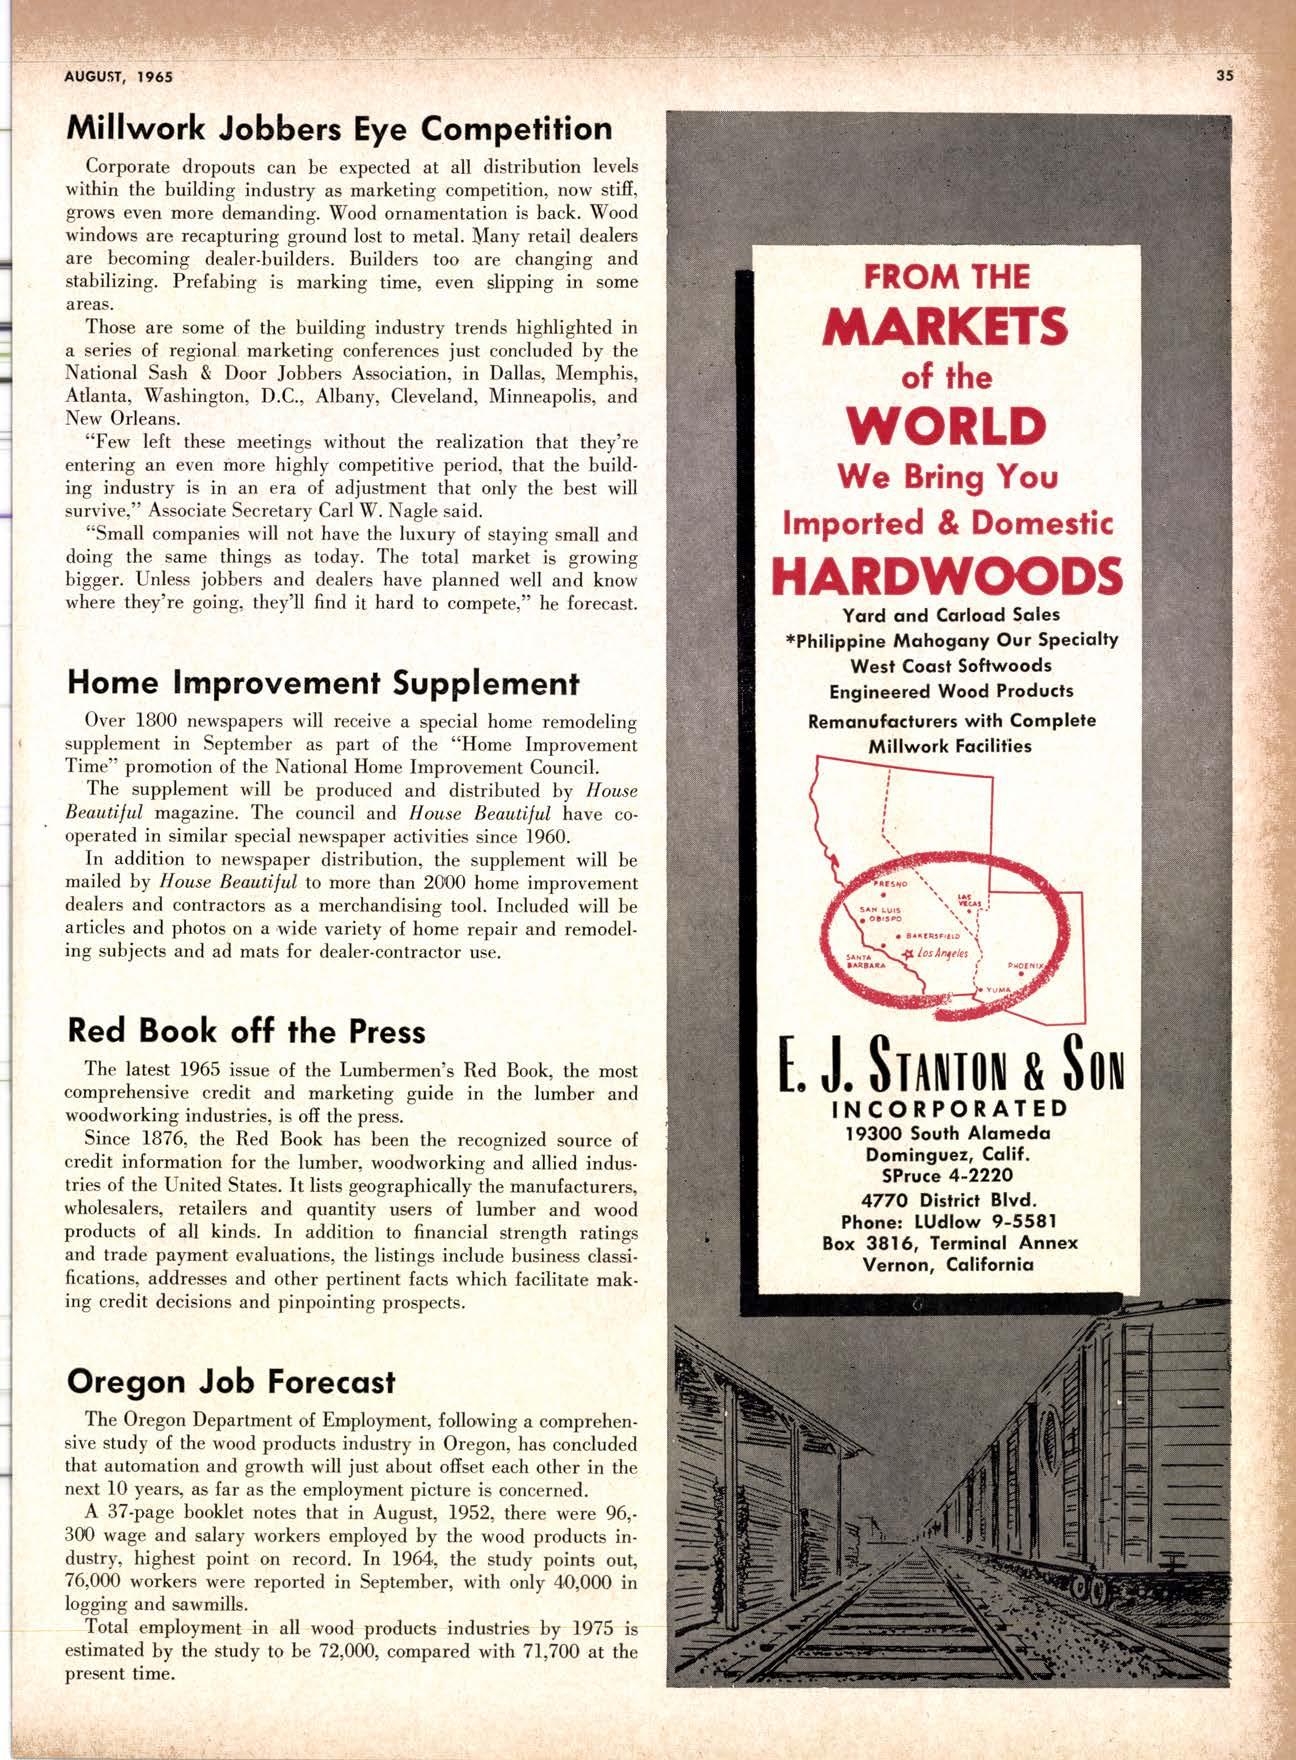 AUGUST, 1965
35
Millwork Jobbers Eye Competition
Corporate dropouts can be expected at all distribution levels
within the building industry as marketing competition, now stiff,
grows even more demanding. Wood ornamentation is back. Wood
windows are recapturing ground lost to metal. Many retail dealers
are becoming dealer-builders. Builders too are changing and
stabilizing. Prefabing is marking time, even slipping in some
areas.
Those are some of the building industry trends highlighted in
a series of regional marketing conferences just concluded by the
National Sash & Door Jobbers Association, in Dallas, Memphis,
Atlanta, Washington, D.C., Albany, Cleveland, Minneapolis, and
New Orleans.
“Few left these meetings without the realization that they’re
entering an even more highly competitive period, that the build-
ing industry is in an era of adjustment that only the best will
survive,” Associate Secretary Carl W. Nagle said.
“Small companies will not have the luxury of staying small and
doing the same things as today. The total market is growing
bigger. Unless jobbers and dealers have planned well and know
where they’re going, they’ll find it hard to compete,” he forecast.
Home Improvement Supplement
Over 1800 newspapers will receive a special home remodeling
supplement in September as part of the “Home Improvement
Time” promotion of the National Home Improvement Council.
The supplement will be produced and distributed by House
Beautiful magazine. The council and House Beautiful have co-
operated in similar special newspaper activities since 1960.
In addition to newspaper distribution, the supplement will be
mailed by House Beautiful to more than 2000 home improvement
dealers and contractors as a merchandising tool. Included will be
articles and photos on a wide variety of home repair and remodel-
ing subjects and ad mats for dealer-contractor use.
Red Book off the Press
The latest 1965 issue of the Lumbermen’s Red Book, the most
comprehensive credit and marketing guide in the lumber and
woodworking industries, is off the press.
Since 1876, the Red Book has been the recognized source of
credit information for the lumber, woodworking and allied indus-
tries of the United States. It lists geographically the manufacturers,
wholesalers, retailers and quantity users of lumber and wood
products of all kinds. In addition to financial strength ratings
and trade payment evaluations, the listings include business classi-
fications, addresses and other pertinent facts which facilitate mak-
ing credit decisions and pinpointing prospects.
Oregon Job Forecast
The Oregon Department of Employment, following a comprehen-
sive study of the wood products industry in Oregon, has concluded
that automation and growth will just about offset each other in the
next 10 years, as far as the employment picture is concerned.
A 37-page booklet notes that in August, 1952, there were 96,-
300 wage and salary workers employed by the wood products in-
dustry, highest point on record. In 1964, the study points out,
76,000 workers were reported in September, with only 40,000 in
logging and sawmills.
Total employment in all wood products industries by 1975 is
estimated by the study to be 72,000, compared with 71,700 at the
present time.
FROM THE
MARKETS
of the
WORLD
We Bring You
Imported & Domestic
HARDWOODS
Yard and Carload Sales
*Philippine Mahogany Our Specialty
West Coast Softwoods
Engineered Wood Products
Remanufacturers with Complete
Millwork Facilities
FRESNO
LAS
VEGAS
SAN LUIS
OBISPO
BAKERSFIELD
Los Angeles
SANTA
BARBARA
PHOENIX
YUMA
E. J. STANTON & SON
INCORPORATED
19300 South Alameda
Dominguez, Calif.
SPruce 4-2220
4770 District Blvd.
Phone: LUdlow 9-5581
Box 3816, Terminal Annex
Vernon, California